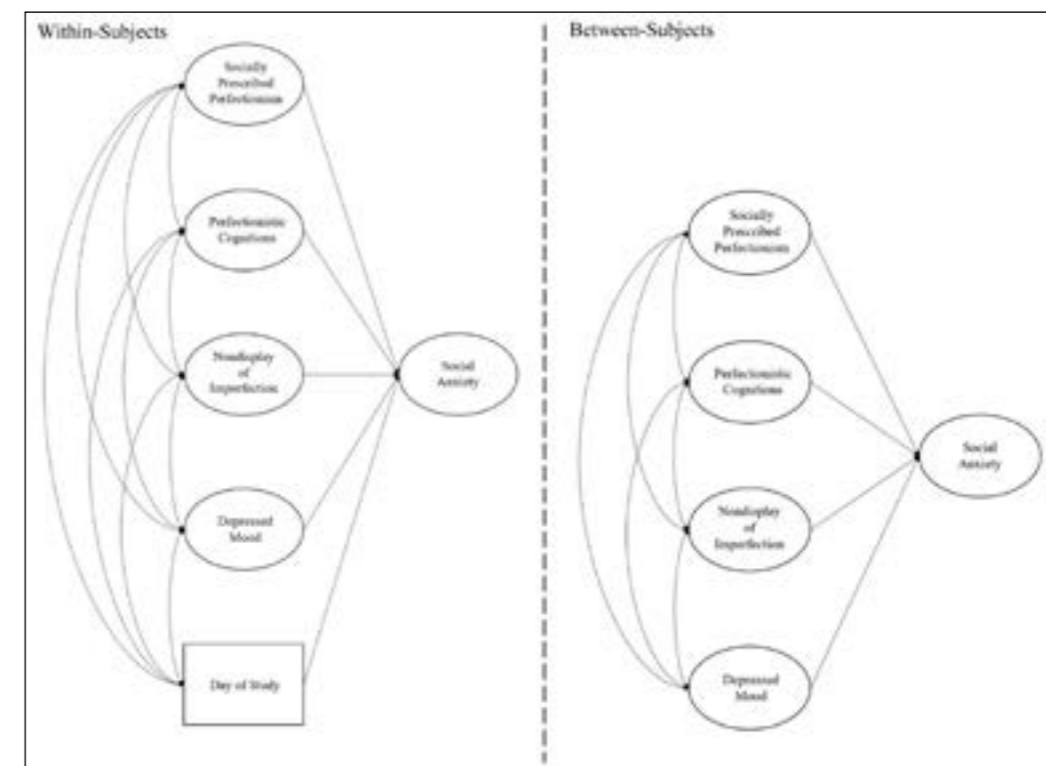 Within-Subjects
Socially
Prescribed
Perfectionism
Perfectionistic
Cognitions
Nondisplay
of
Imperfection
Depressed
Mood
Day of Study
Social
Anxiety
Between-Subjects
Socially
Prescribed
Perfectionism
Perfectionistic
Cognitions
Nondisplay
of
Imperfection
Depressed
Mood
Social
Anxiety